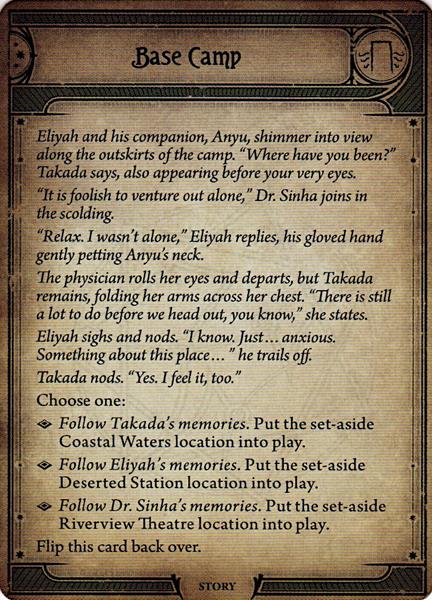 Base Camp
Eliyah and his companion, Anyu, shimmer into view
along the outskirts of the camp. “Where have you been?”
Takada says, also appearing before your very eyes.
“It is foolish to venture out alone,” Dr. Sinha joins in
the scolding.
“Relax. I wasn’t alone,” Eliyah replies, his gloved hand
gently petting Anyu’s neck.
The physician rolls her eyes and departs, but Takada
remains, folding her arms across her chest. “There is still
a lot to do before we head out, you know,” she states.
Eliyah sighs and nods. “I know. Just… anxious.
Something about this place… ” he trails off.
Takada nods. “Yes. I feel it, too.”
Choose one:
Follow Takada’s memories. Put the set-aside
Coastal Waters location into play.
Follow Eliyah’s memories. Put the set-aside
Deserted Station location into play.
Follow Dr. Sinha’s memories. Put the set-aside
Riverview Theatre location into play.
Flip this card back over.
STORY